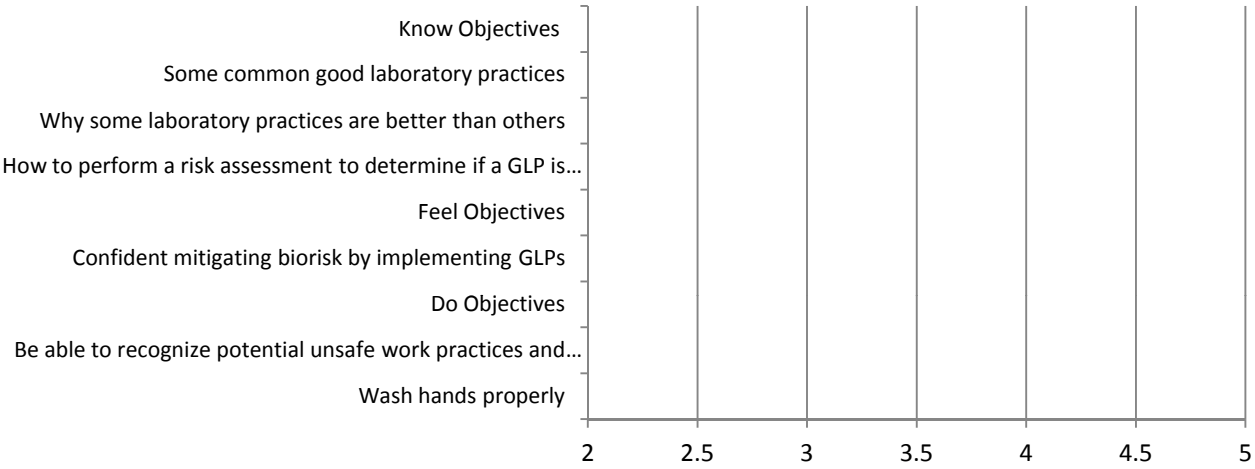 Know Objectives
Some common good laboratory practices
Why some laboratory practices are better than others
How to perform a risk assessment to determine if a GLP is…
Feel Objectives
Confident mitigating biorisk by implementing GLPs
Do Objectives
Be able to recognize potential unsafe work practices and…
Wash hands properly
2 2.5 3 3.5 4 4.5 5